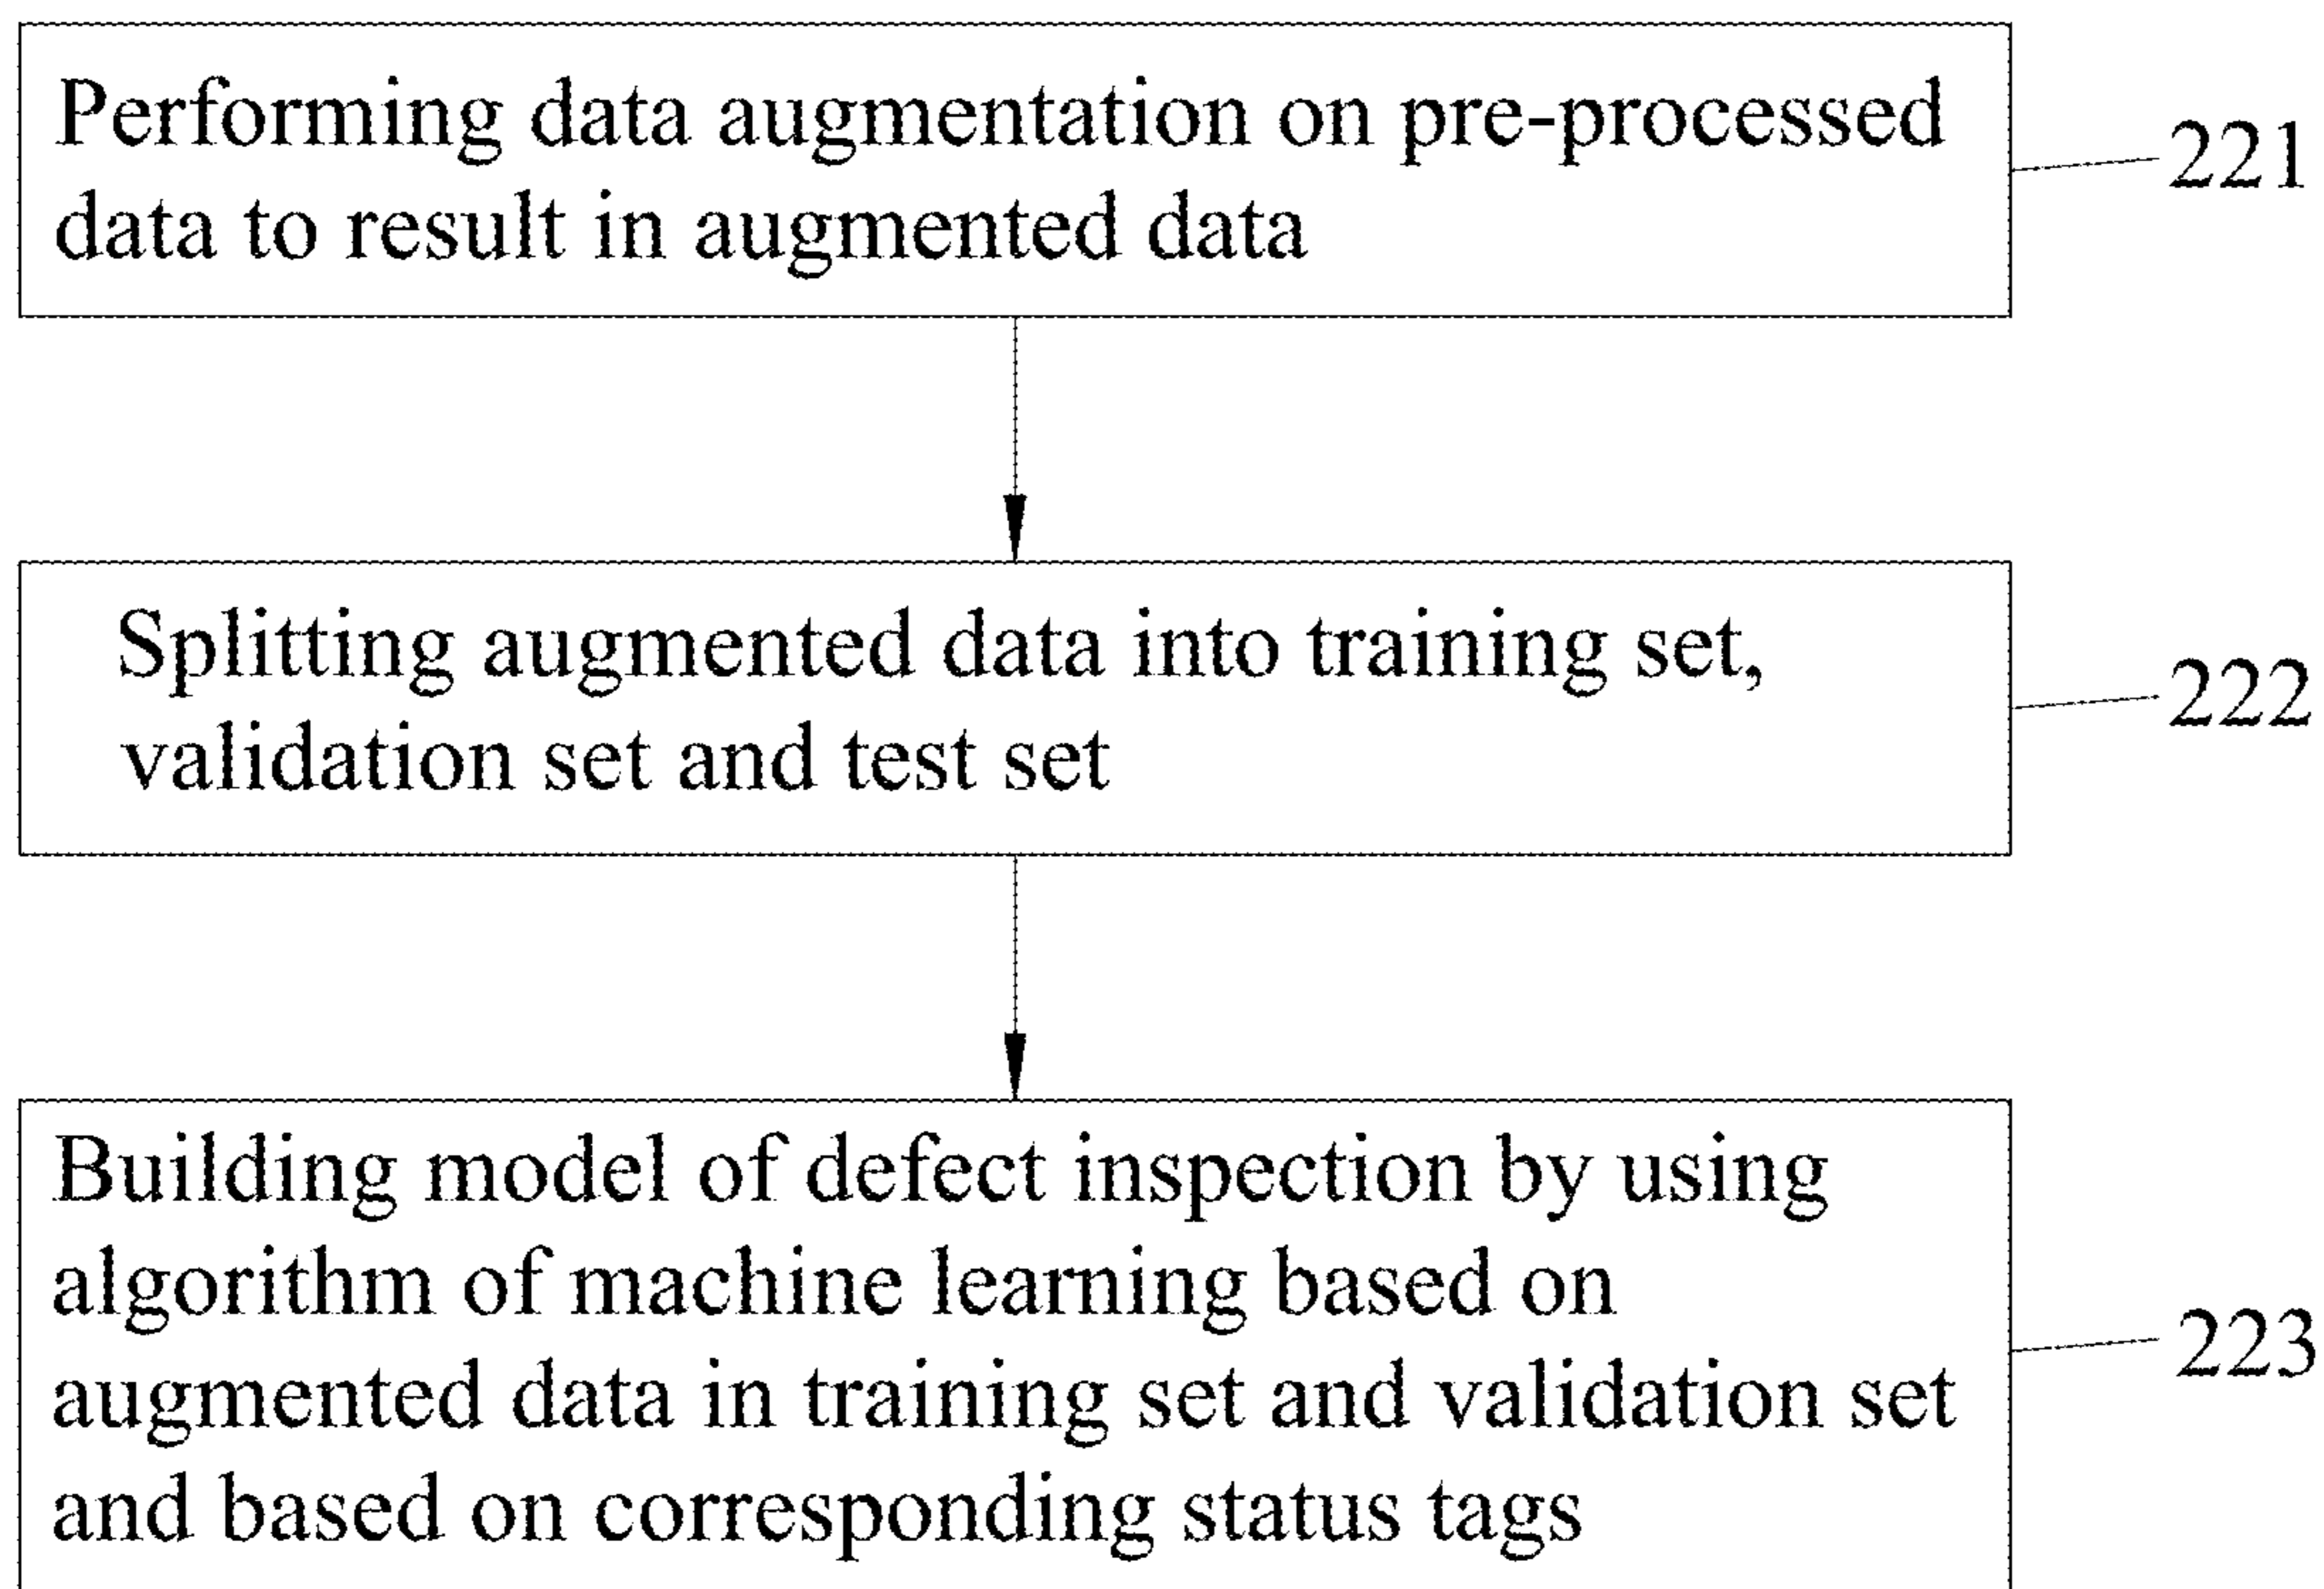 Performing data augmentation on pre-processed
data to result in augmented data
221
Splitting augmented data into training set,
validation set and test set
222
Building model of defect inspection by using
algorithm of machine learning based on
augmented data in training set and validation set
and based on corresponding status tags
223